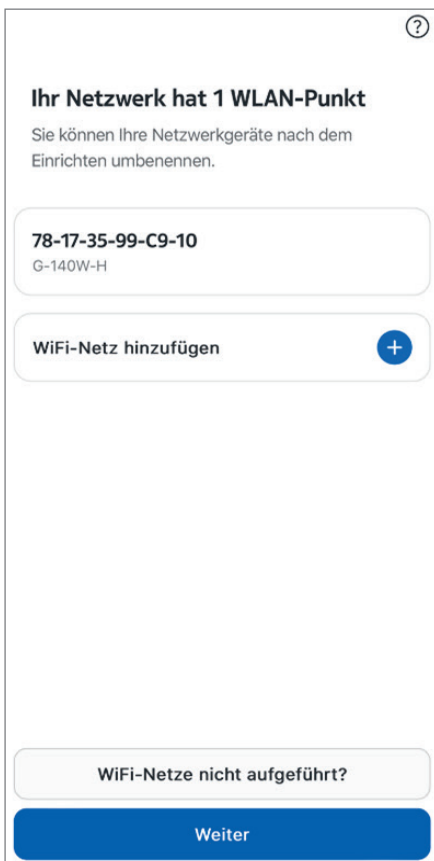 ?
Ihr Netzwerk hat 1 WLAN-Punkt
Sie können Ihre Netzwerkgeräte nach dem
Einrichten umbenennen.
78-17-35-99-C9-10
G-140W-H
WiFi-Netz hinzufügen +
WiFi-Netze nicht aufgeführt?
Weiter